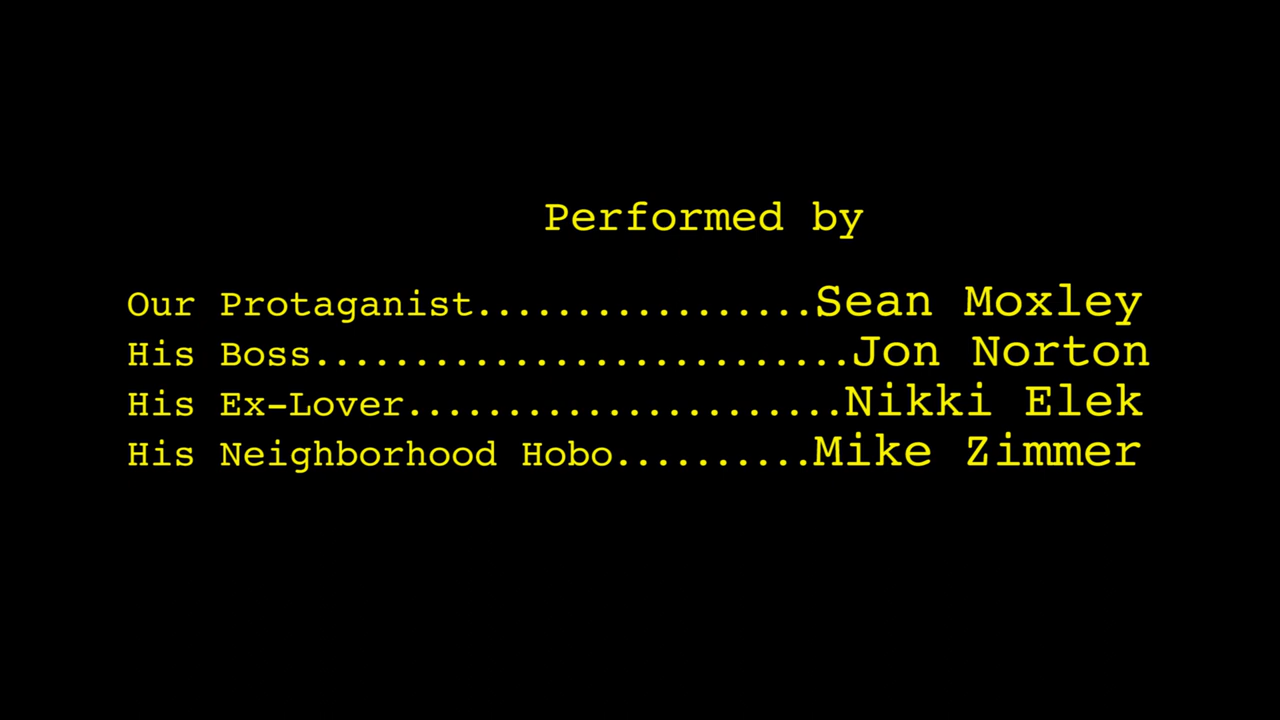 Performed by
Our Protaganist.................Sean Moxley
His Boss...........................Jon Norton
His Ex-Lover......................Nikki Elek
His Neighborhood Hobo..........Mike Zimmer